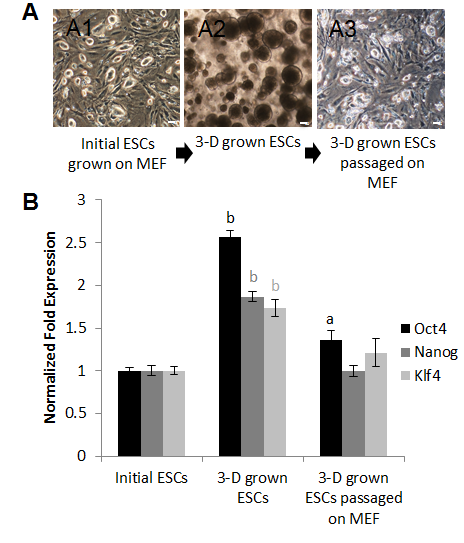 A
A1
A2
A3
Initial ESCs
grown on MEF
3-D grown ESCs
3-D grown ESCs
passaged on
MEF
B
Normalized Fold Expression
3
2.5
2
1.5
1
0.5
0
b
b
b
a
Oct4
Nanog
Klf4
Initial ESCs
3-D grown
ESCs
3-D grown
ESCs passaged
on MEF